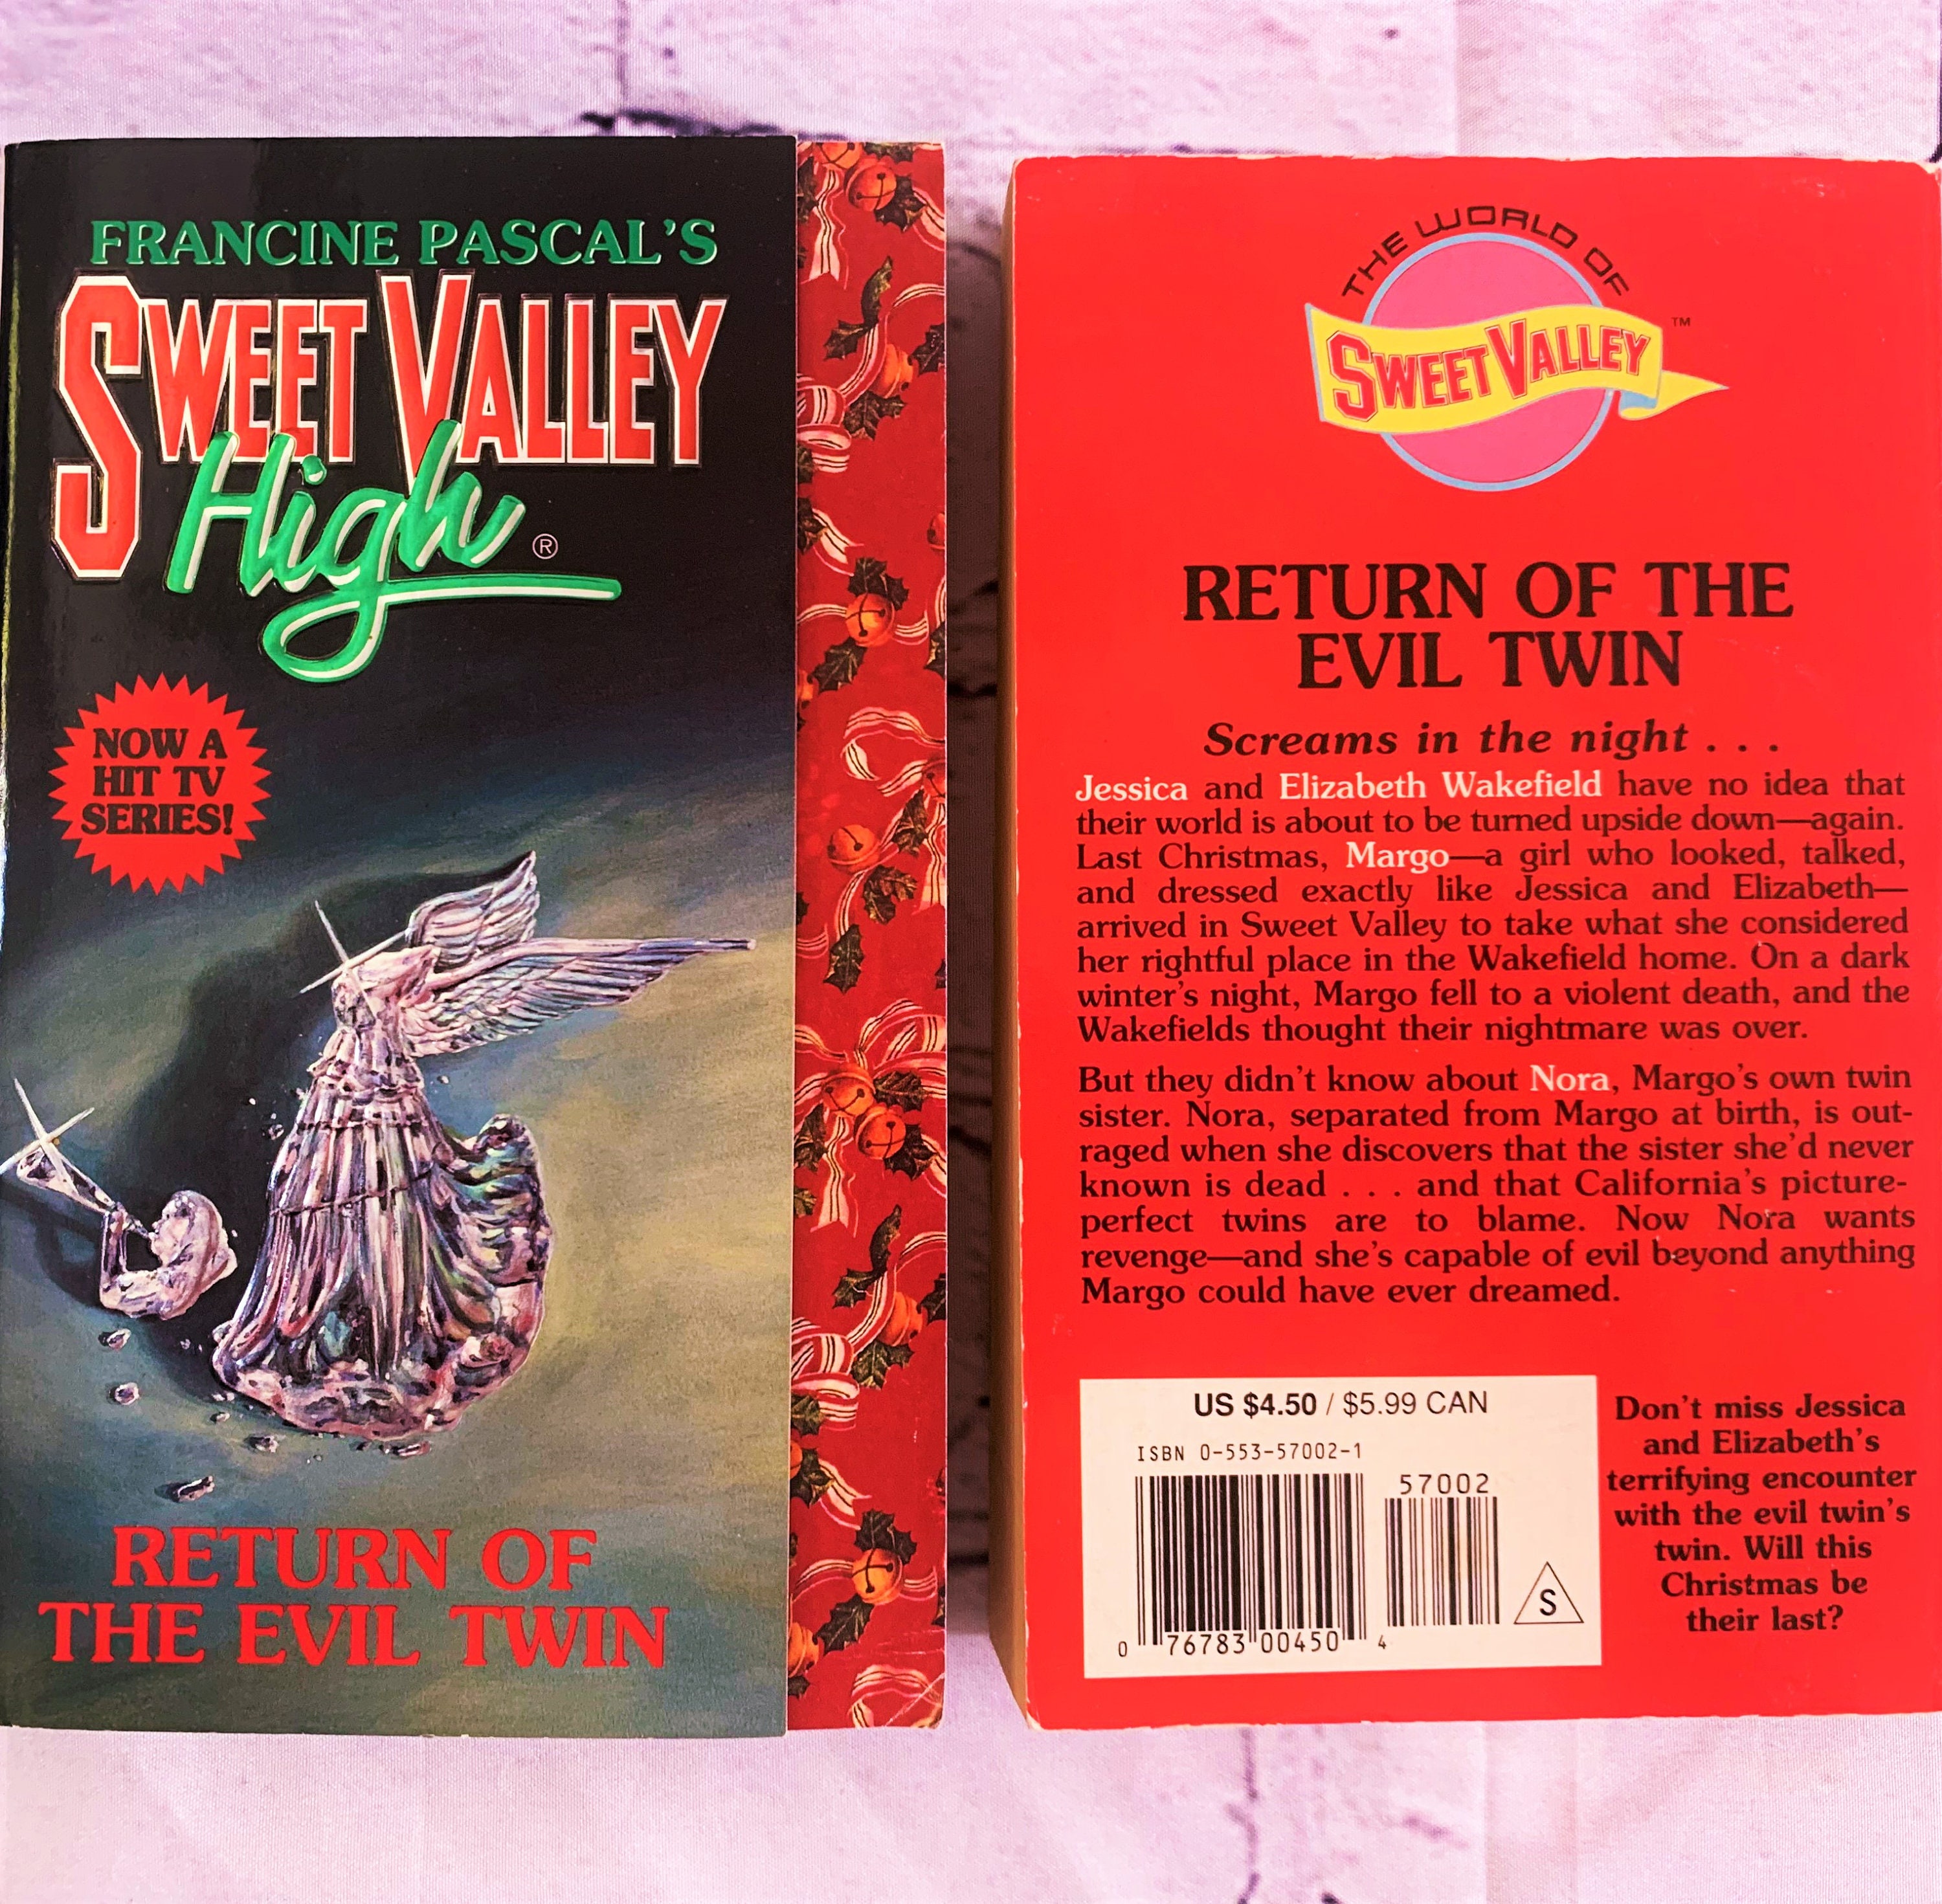 FRANCINE PASCAL'S
SWEET VALLEY
High®
NOW A
HIT TV
SERIES!
RETURN OF
THE EVIL TWIN
THE WORLD OF
SWEET VALLEY™
RETURN OF THE
EVIL TWIN
Screams in the night . . .
Jessica and Elizabeth Wakefield have no idea that
their world is about to be turned upside down—again.
Last Christmas, Margo—a girl who looked, talked,
and dressed exactly like Jessica and Elizabeth—
arrived in Sweet Valley to take what she considered
her rightful place in the Wakefield home. On a dark
winter's night, Margo fell to a violent death, and the
Wakefields thought their nightmare was over.
But they didn't know about Nora, Margo's own twin
sister. Nora, separated from Margo at birth, is out-
raged when she discovers that the sister she'd never
known is dead . . . and that California's picture-
perfect twins are to blame. Now Nora wants
revenge—and she's capable of evil beyond anything
Margo could have ever dreamed.
US $4.50 / $5.99 CAN
ISBN 0-553-57002-1
57002
0 76783 00450 4
S
Don't miss Jessica
and Elizabeth's
terrifying encounter
with the evil twin's
twin. Will this
Christmas be
their last?